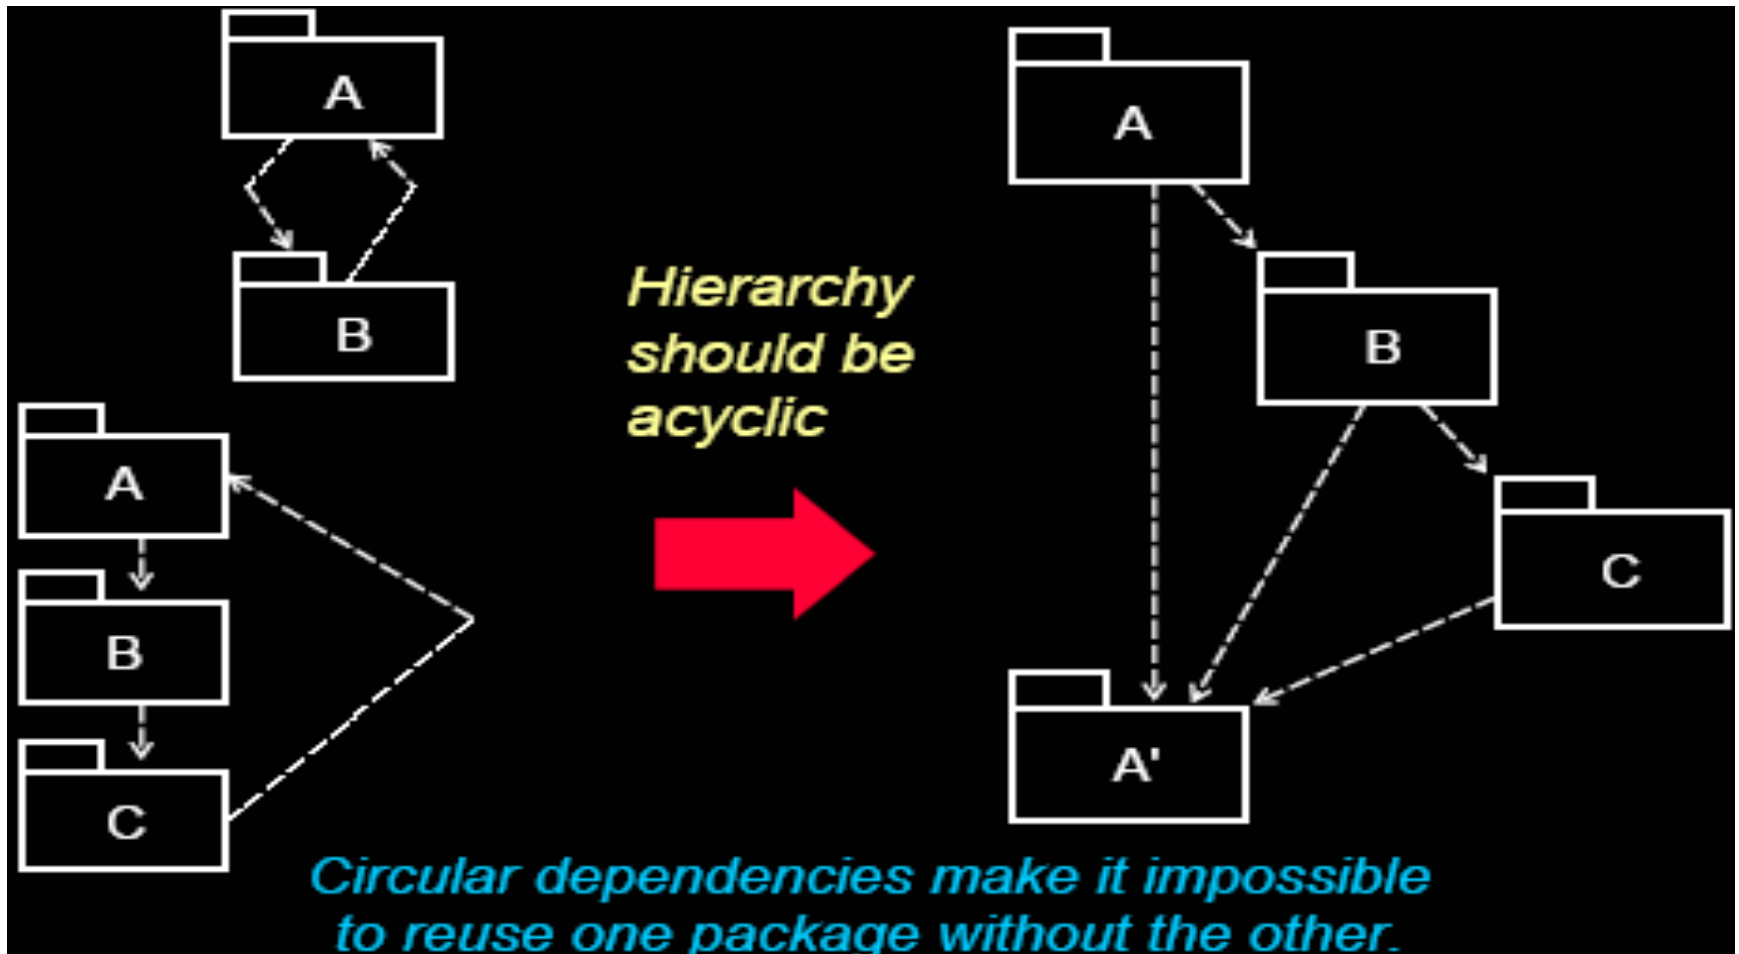 A
B
A
B
C
Hierarchy
should be
acyclic
A
B
C
A'
Circular dependencies make it impossible
to reuse one package without the other.